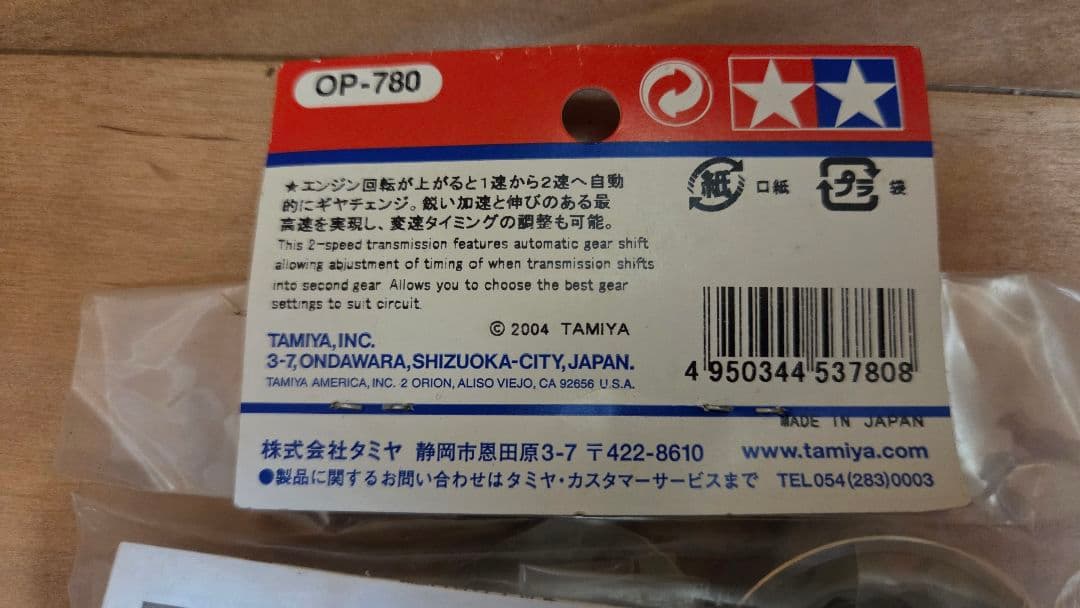 OP-780
★エンジン回転が上がると1速から2速へ自動
的にギヤチェンジ。鋭い加速と伸びのある最
高速を実現し、変速タイミングの調整も可能。
This 2-speed transmission features automatic gear shift
allowing abjustment of timing of when transmission shifts
into second gear. Allows you to choose the best gear
settings to suit circuit.
© 2004 TAMIYA
紙 口紙
プラ 袋
TAMIYA, INC.
3-7, ONDAWARA, SHIZUOKA-CITY, JAPAN.
TAMIYA AMERICA, INC. 2 ORION, ALISO VIEJO, CA 92656 U.S.A.
4 950344 537808
MADE IN JAPAN
株式会社タミヤ 静岡市恩田原3-7 〒422-8610
www.tamiya.com
●製品に関するお問い合わせはタミヤ・カスタマーサービスまで TEL054(283)0003